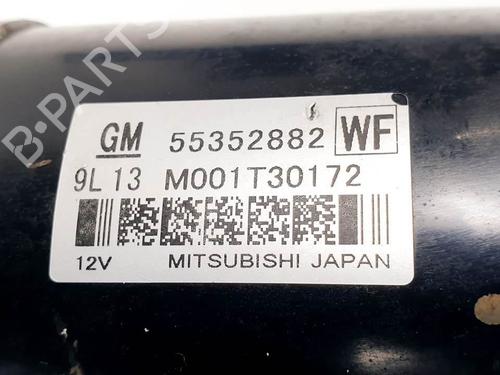 GM 55352882 WF
9L 13 M001T30172
12V MITSUBISHI JAPAN
B-PARTS